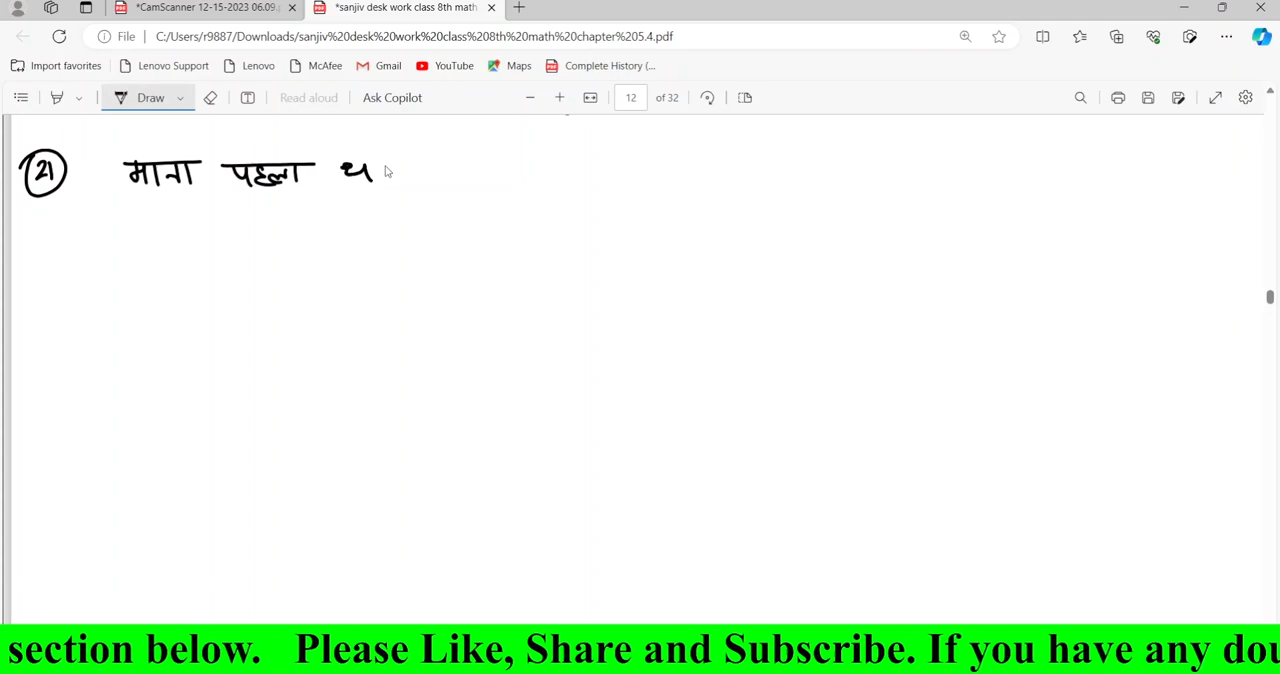 *CamScanner 12-15-2023 06.09.
*sanjiv desk work class 8th math
File
C:/Users/r9887/Downloads/sanjiv%20desk%20work%20class%208th%20math%20chapter%205.4.pdf
Import favorites Lenovo Support Lenovo McAfee Gmail YouTube Maps Complete History (...
Draw Read aloud Ask Copilot 12 of 32
21 माना पहला थ
section below. Please Like, Share and Subscribe. If you have any dou